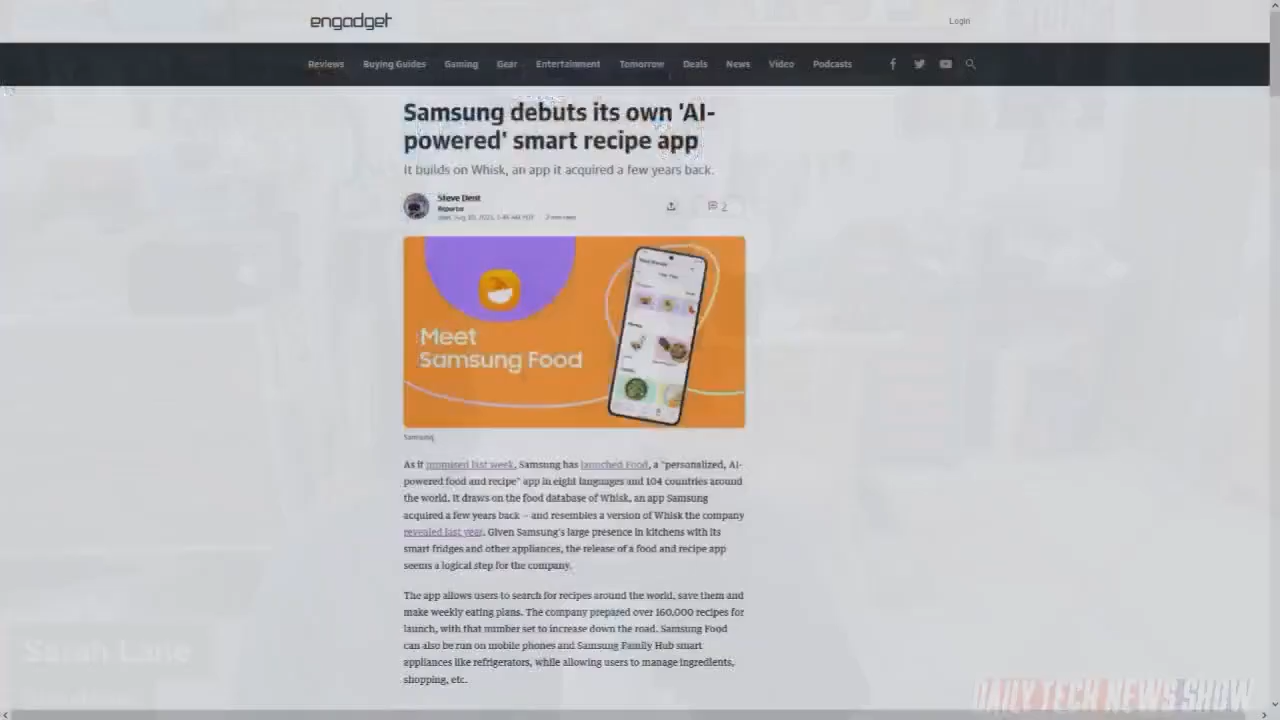 engadget
Login
Reviews Buying Guides Gaming Gear Entertainment Tomorrow Deals News Video Podcasts
Samsung debuts its own 'AI-
powered' smart recipe app
It builds on Whisk, an app it acquired a few years back.
Steve Dent
Reporter
2
Meet
Samsung Food
Samsung
As it promised last week, Samsung has launched Food, a "personalized, AI-
powered food and recipe" app in eight languages and 104 countries around
the world. It draws on the food database of Whisk, an app Samsung
acquired a few years back — and resembles a version of Whisk the company
revealed last year. Given Samsung's large presence in kitchens with its
smart fridges and other appliances, the release of a food and recipe app
seems a logical step for the company.
The app allows users to search for recipes around the world, save them and
make weekly eating plans. The company prepared over 160,000 recipes for
launch, with that number set to increase down the road. Samsung Food
can also be run on mobile phones and Samsung Family Hub smart
appliances like refrigerators, while allowing users to manage ingredients,
shopping, etc.
Sarah Lane
DAILY TECH NEWS SHOW